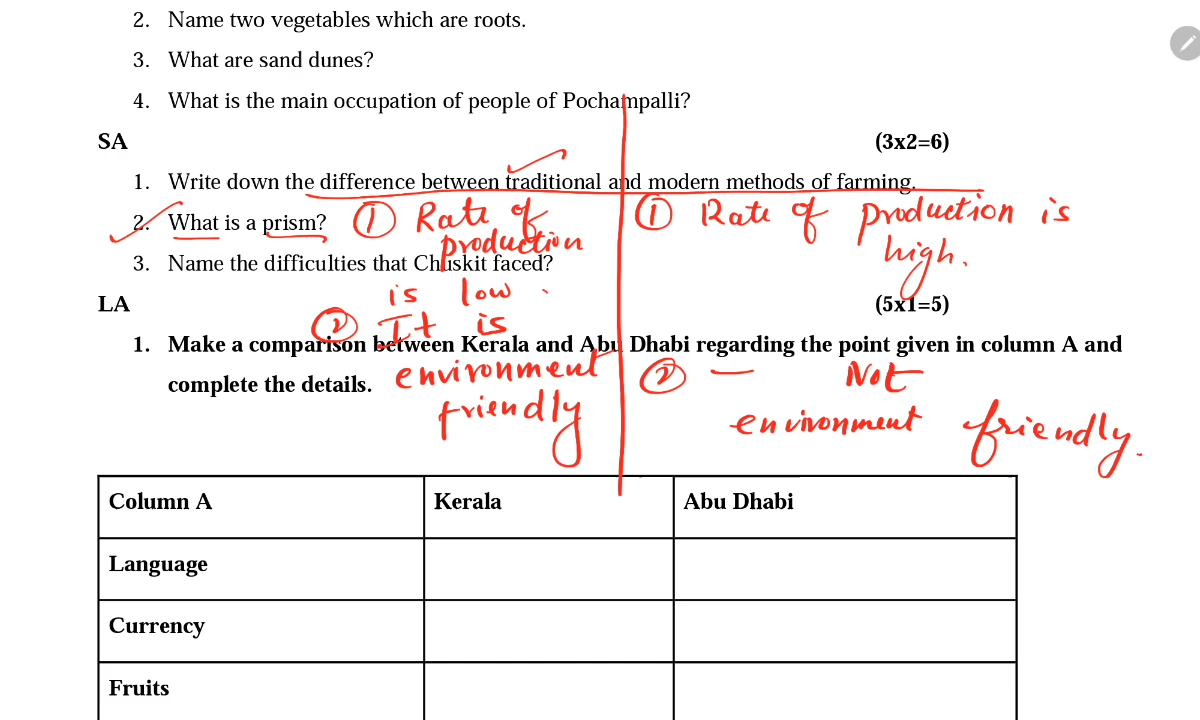 2. Name two vegetables which are roots.
3. What are sand dunes?
4. What is the main occupation of people of Pochampalli?
SA (3x2=6)
1. Write down the difference between traditional and modern methods of farming.
2. What is a prism?
① Rate of
production
is low.
② It is
environment
friendly
① Rate of production is
high.
② — Not
environment friendly.
3. Name the difficulties that Chuskit faced?
LA (5x1=5)
1. Make a comparison between Kerala and Abu Dhabi regarding the point given in column A and
complete the details.
Column A Kerala Abu Dhabi
Language
Currency
Fruits